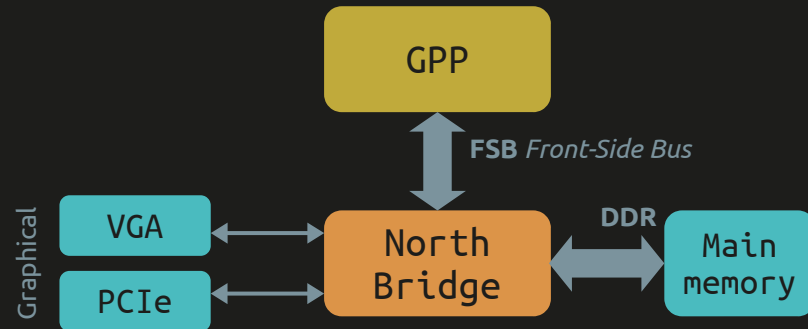 GPP
FSB Front-Side Bus
Graphical
VGA
PCIe
North
Bridge
DDR
Main
memory